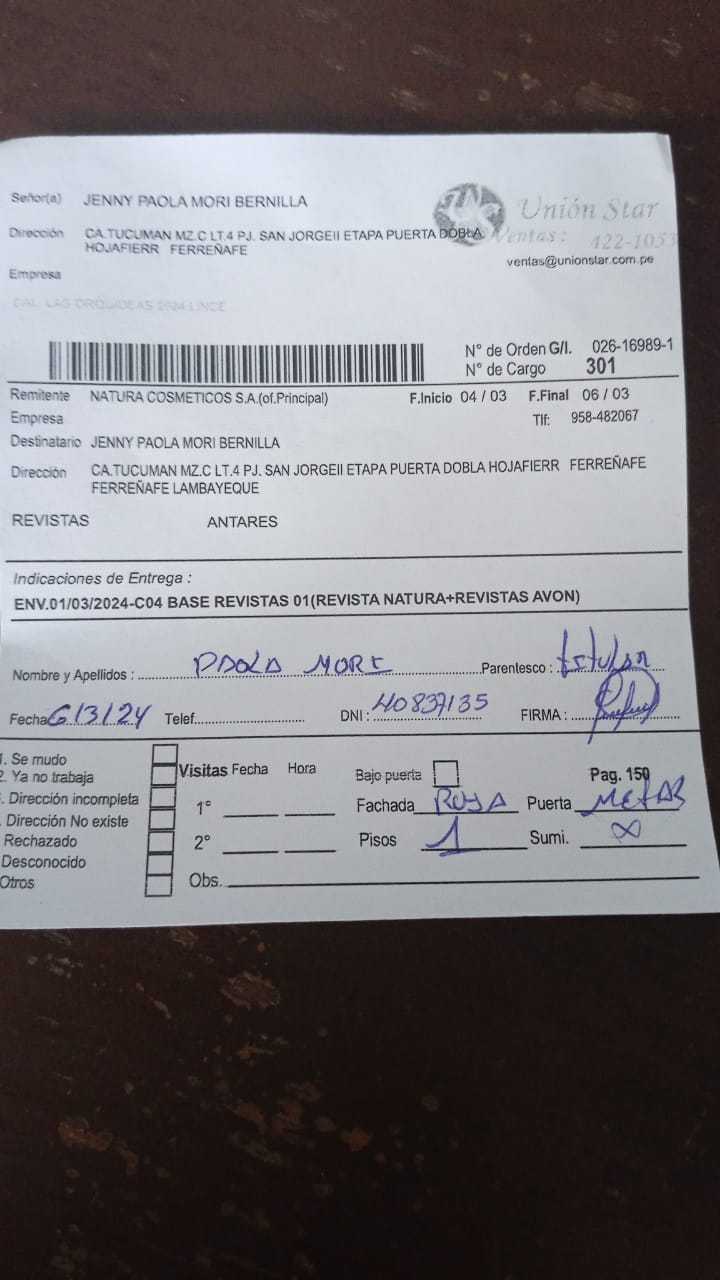 Señor(a) JENNY PAOLA MORI BERNILLA
Unión Star
Dirección CA.TUCUMAN MZ.C LT.4 PJ. SAN JORGEII ETAPA PUERTA DOBLA
HOJAFIERR FERREÑAFE
Ventas: 422-1053
ventas@unionstar.com.pe
Empresa
CAL. LAS ORQUIDEAS 2624 LINCE
N° de Orden G/I. 026-16989-1
N° de Cargo 301
Remitente NATURA COSMETICOS S.A.(of.Principal) F.Inicio 04 / 03 F.Final 06 / 03
Empresa Tlf: 958-482067
Destinatario JENNY PAOLA MORI BERNILLA
Dirección CA.TUCUMAN MZ.C LT.4 PJ. SAN JORGEII ETAPA PUERTA DOBLA HOJAFIERR FERREÑAFE
FERREÑAFE LAMBAYEQUE
REVISTAS ANTARES
Indicaciones de Entrega :
ENV.01/03/2024-C04 BASE REVISTAS 01(REVISTA NATURA+REVISTAS AVON)
Nombre y Apellidos : PAOLA MORI Parentesco :
Fecha 6/3/24 Telef. DNI : 40837135 FIRMA :
1. Se mudo
2. Ya no trabaja
. Dirección incompleta
. Dirección No existe
Rechazado
Desconocido
Otros
Visitas Fecha Hora
1°
2°
Obs.
Bajo puerta Pag. 150
Fachada ROJA Puerta METAL
Pisos 1 Sumi. ∞